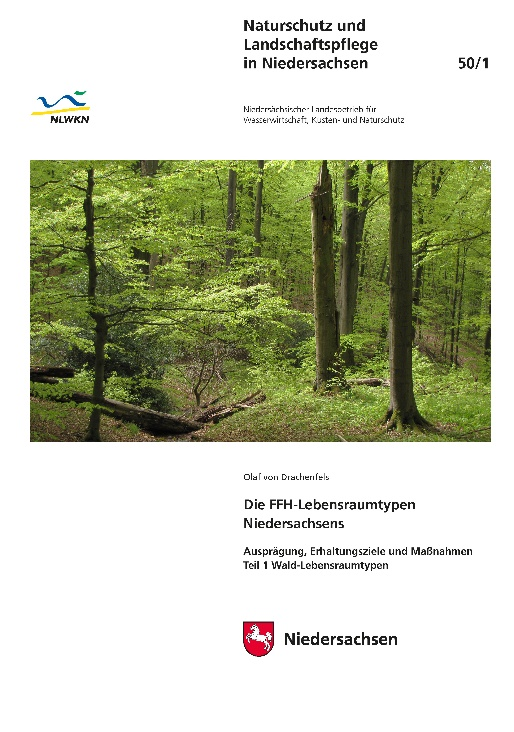 Naturschutz und
Landschaftspflege
in Niedersachsen 50/1
NLWKN
Niedersächsischer Landesbetrieb für
Wasserwirtschaft, Küsten- und Naturschutz
Olaf von Drachenfels
Die FFH-Lebensraumtypen
Niedersachsens
Ausprägung, Erhaltungsziele und Maßnahmen
Teil 1 Wald-Lebensraumtypen
Niedersachsen